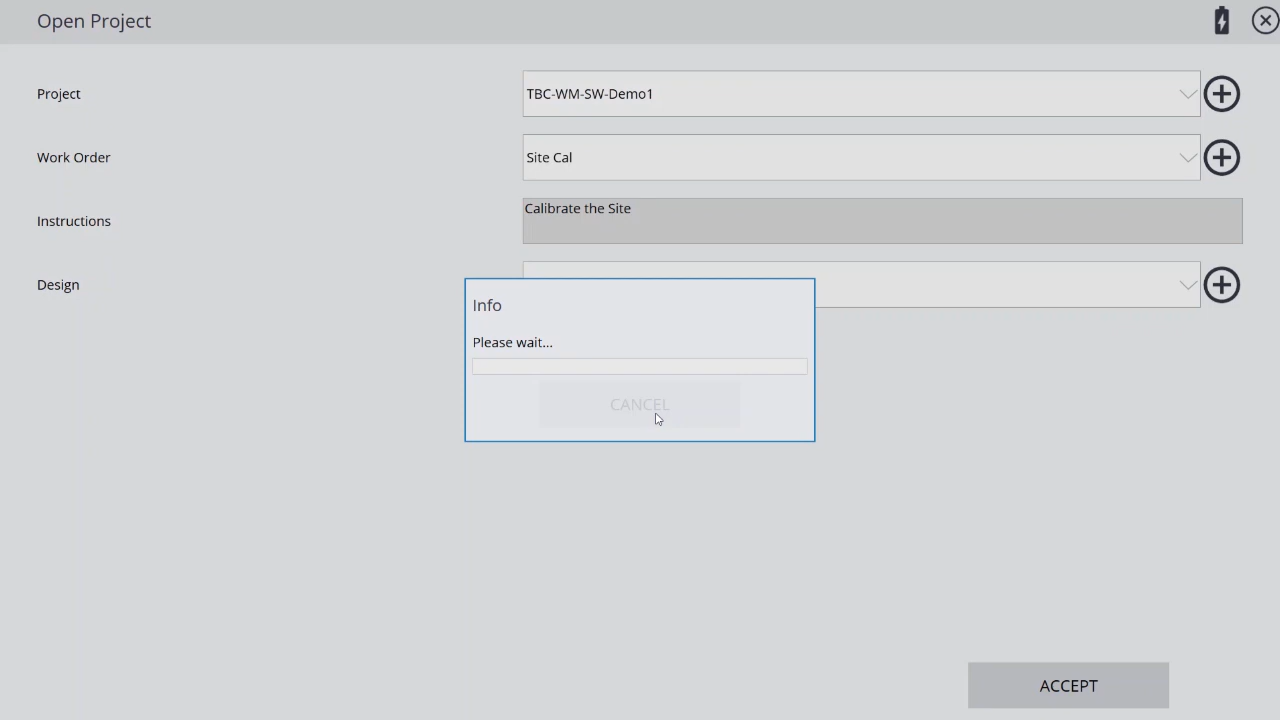 Open Project
Project
TBC-WM-SW-Demo1
Work Order
Site Cal
Instructions
Calibrate the Site
Design
Info
Please wait...
CANCEL
ACCEPT